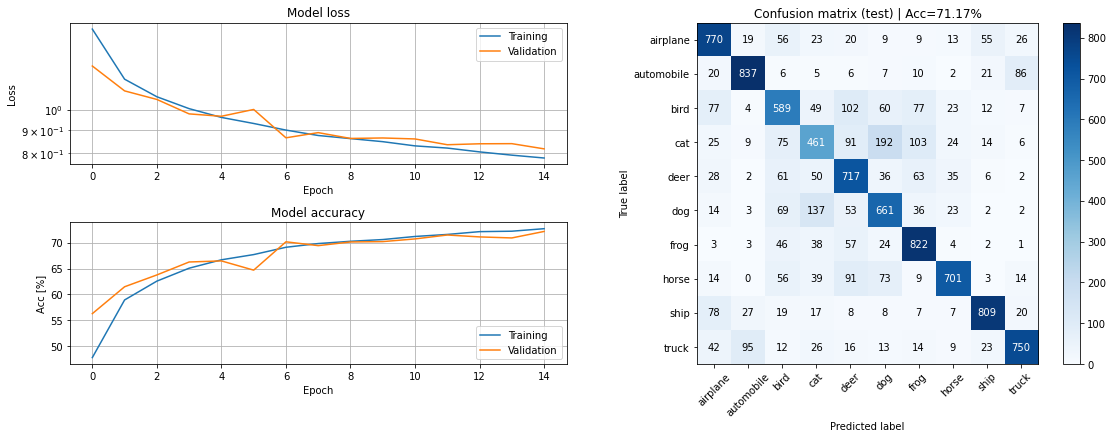 Model loss
Loss
10⁰
9 × 10⁻¹
8 × 10⁻¹
Training
Validation
0 2 4 6 8 10 12 14
Epoch
Model accuracy
Acc [%]
70
65
60
55
50
Training
Validation
0 2 4 6 8 10 12 14
Epoch
Confusion matrix (test) | Acc=71.17%
True label
airplane 770 19 56 23 20 9 9 13 55 26
automobile 20 837 6 5 6 7 10 2 21 86
bird 77 4 589 49 102 60 77 23 12 7
cat 25 9 75 461 91 192 103 24 14 6
deer 28 2 61 50 717 36 63 35 6 2
dog 14 3 69 137 53 661 36 23 2 2
frog 3 3 46 38 57 24 822 4 2 1
horse 14 0 56 39 91 73 9 701 3 14
ship 78 27 19 17 8 8 7 7 809 20
truck 42 95 12 26 16 13 14 9 23 750
airplane automobile bird cat deer dog frog horse ship truck
Predicted label
800
700
600
500
400
300
200
100
0